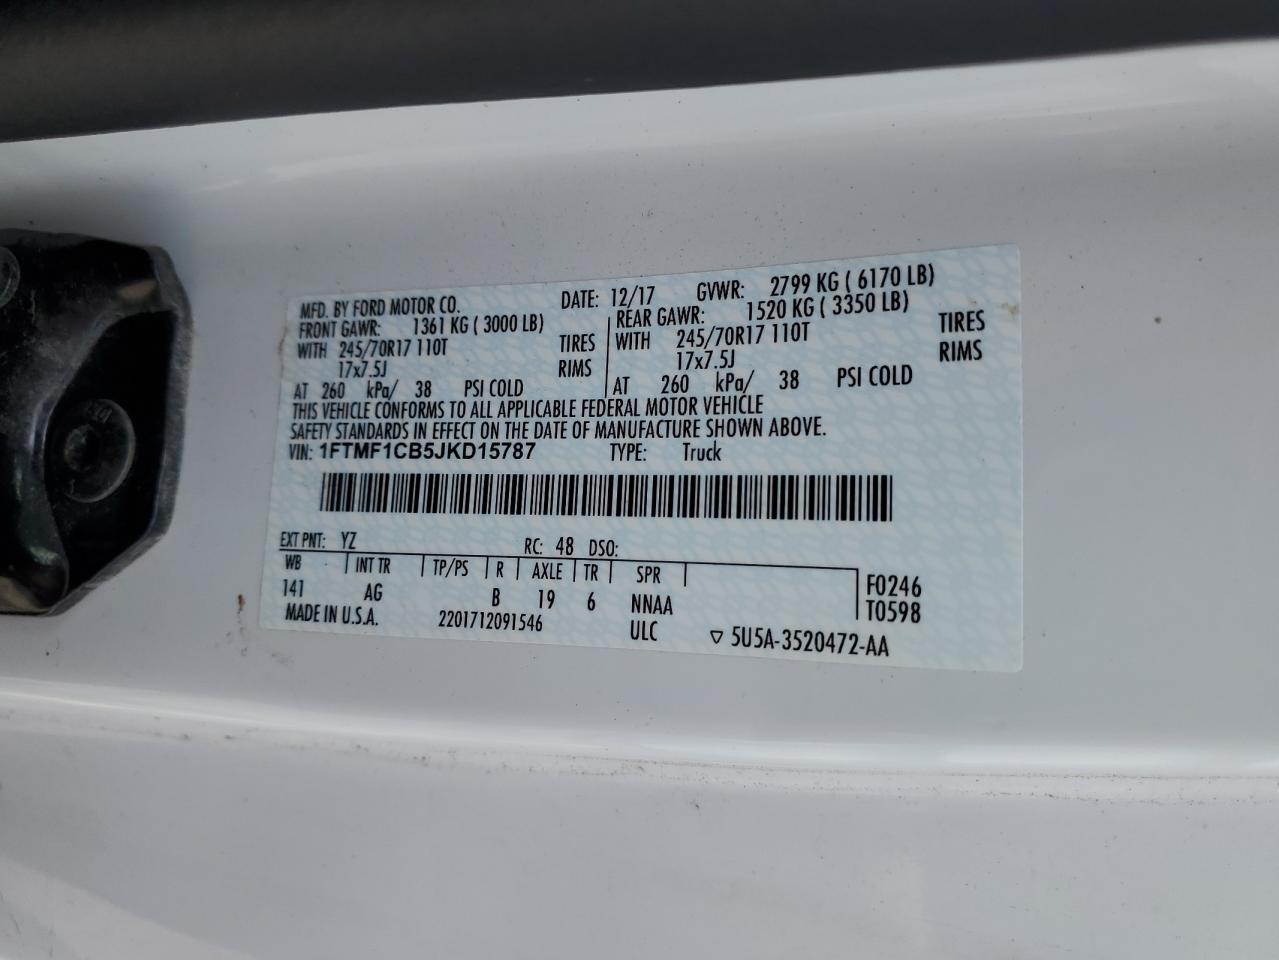 MFD. BY FORD MOTOR CO. DATE: 12/17 GVWR: 2799 KG ( 6170 LB)
FRONT GAWR: 1361 KG ( 3000 LB) REAR GAWR: 1520 KG ( 3350 LB)
WITH 245/70R17 110T TIRES WITH 245/70R17 110T TIRES
17x7.5J RIMS 17x7.5J RIMS
AT 260 kPa/ 38 PSI COLD AT 260 kPa/ 38 PSI COLD
THIS VEHICLE CONFORMS TO ALL APPLICABLE FEDERAL MOTOR VEHICLE
SAFETY STANDARDS IN EFFECT ON THE DATE OF MANUFACTURE SHOWN ABOVE.
VIN: 1FTMF1CB5JKD15787 TYPE: Truck
EXT PNT: YZ RC: 48 DSO:
WB INT TR TP/PS R AXLE TR SPR F0246
141 AG B 19 6 NNAA T0598
MADE IN U.S.A. 2201712091546 ULC ▽ 5U5A-3520472-AA